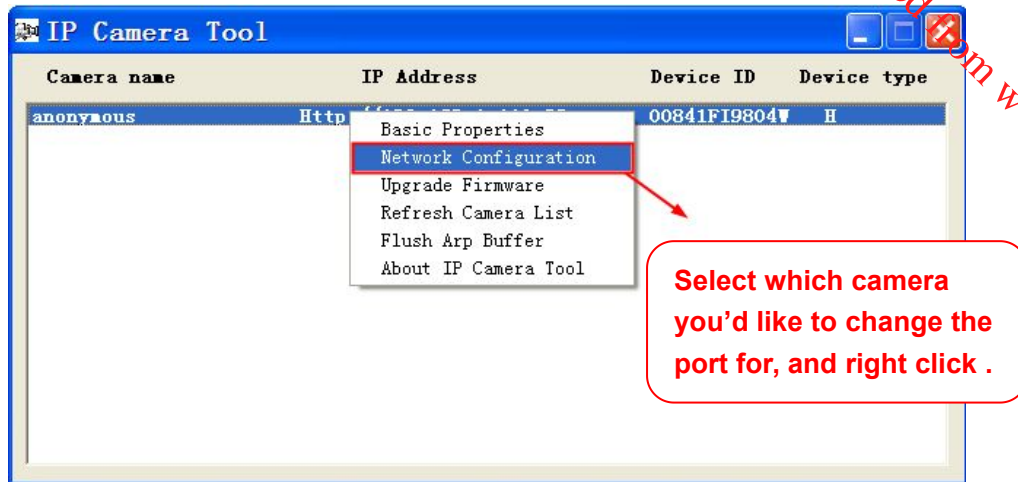 IP Camera Tool
Camera name IP Address Device ID Device type
anonymous Http 00841FI9804W H
Basic Properties
Network Configuration
Upgrade Firmware
Refresh Camera List
Flush Arp Buffer
About IP Camera Tool
Select which camera
you’d like to change the
port for, and right click .